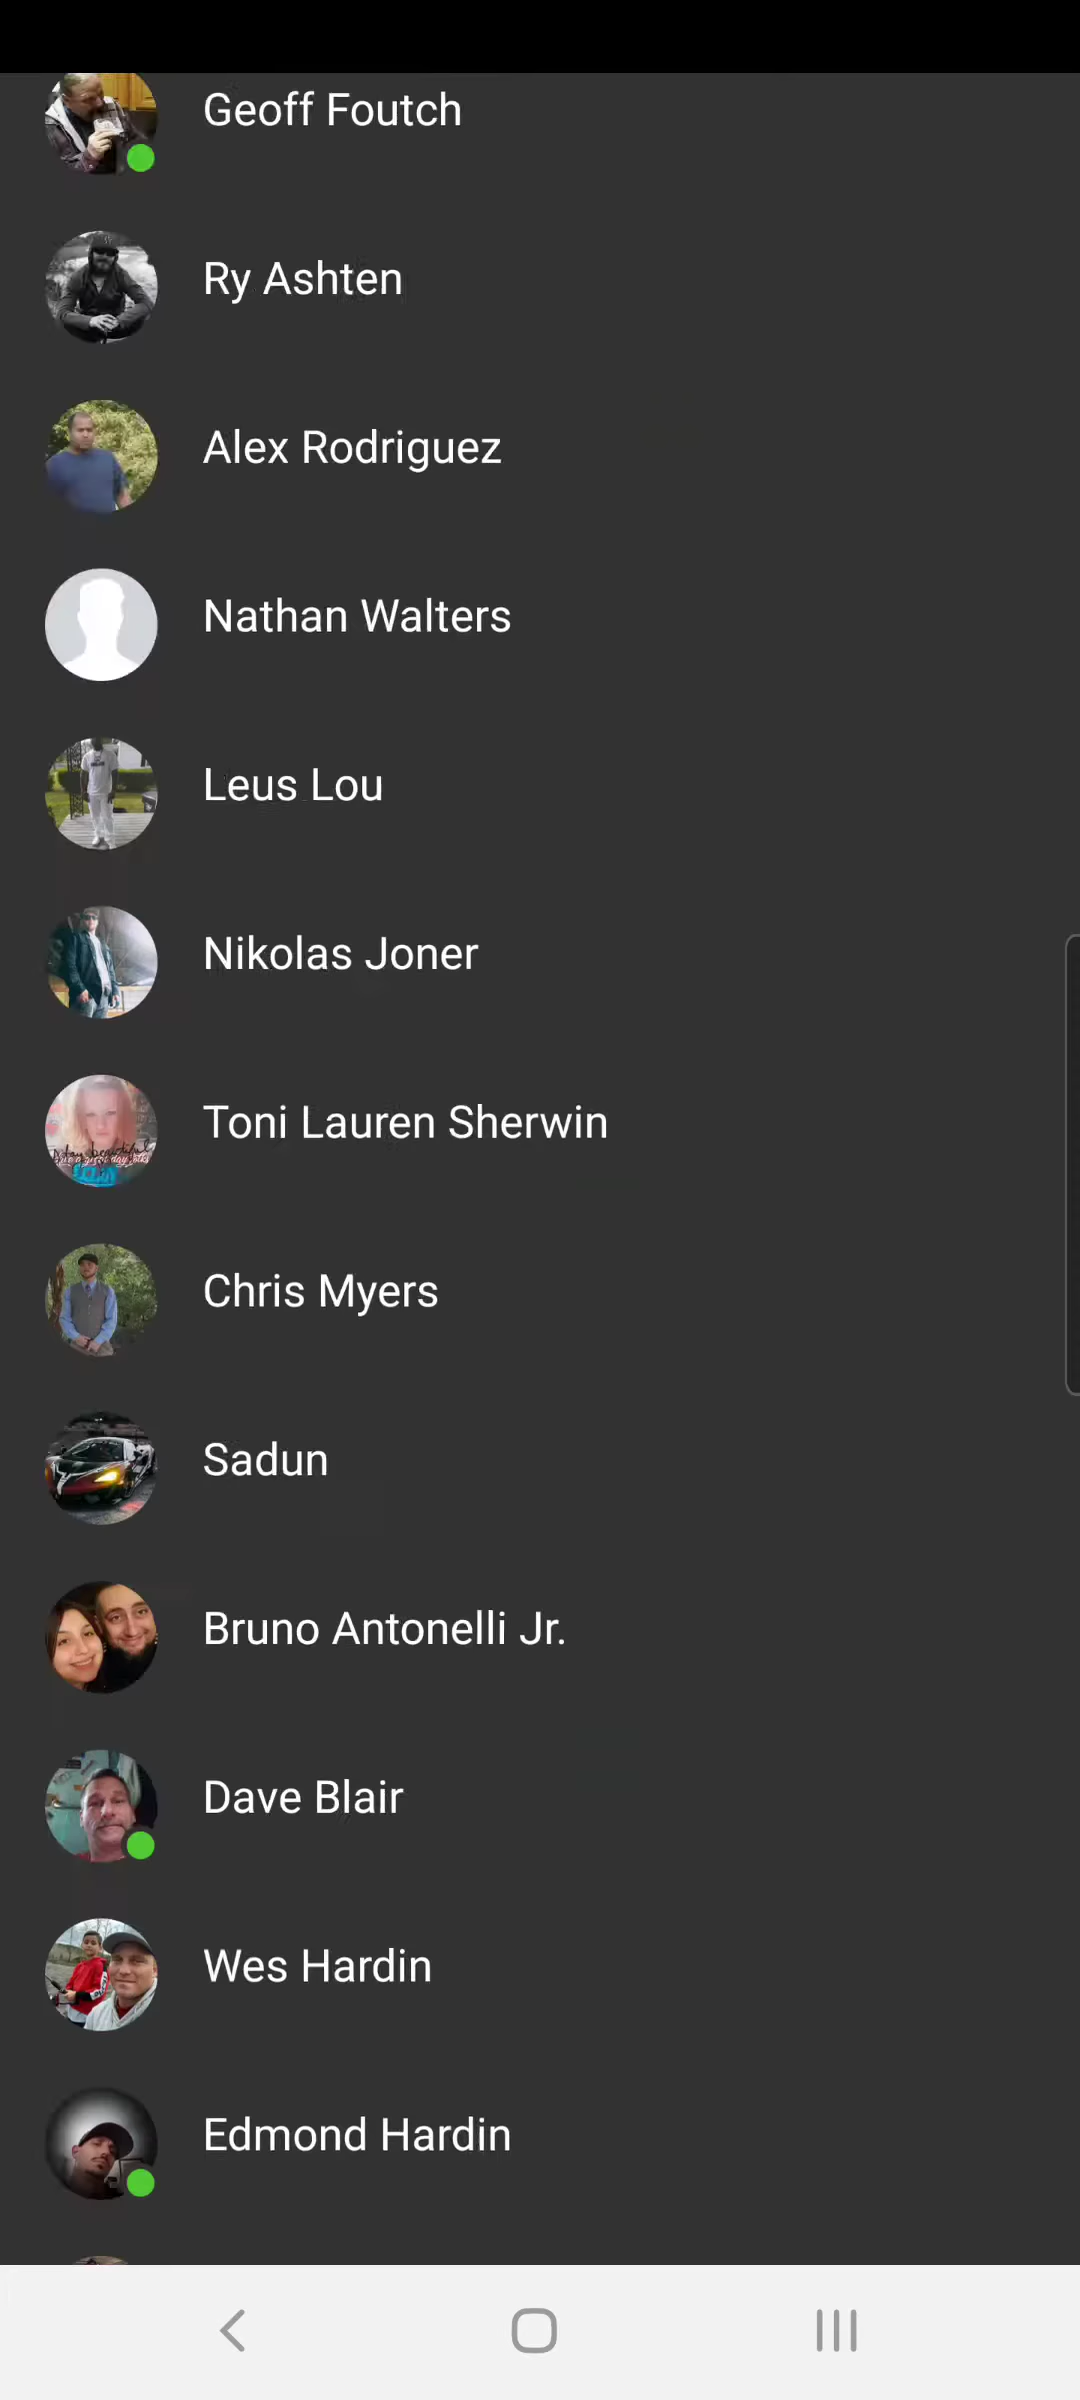 Geoff Foutch
Ry Ashten
Alex Rodriguez
Nathan Walters
Leus Lou
Nikolas Joner
Toni Lauren Sherwin
Chris Myers
Sadun
Bruno Antonelli Jr.
Dave Blair
Wes Hardin
Edmond Hardin